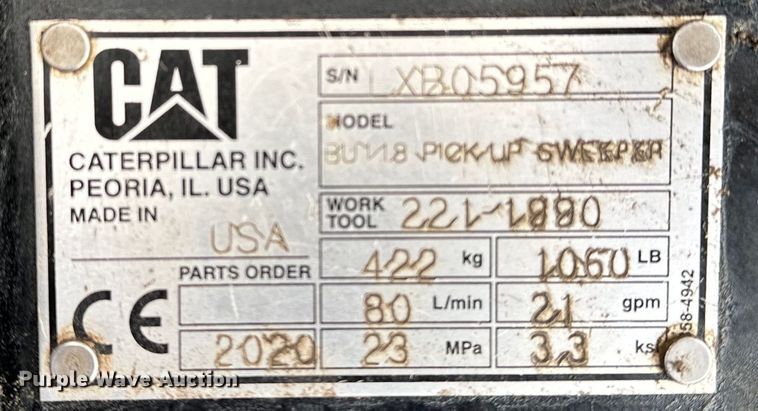 CAT
CATERPILLAR INC.
PEORIA, IL. USA
MADE IN
USA
S/N LXB05957
MODEL
BU118 PICK-UP SWEEPER
WORK TOOL 221-1990
PARTS ORDER
422 kg 1060 LB
80 L/min 21 gpm
CE
2020 23 MPa 3.3 ksi
58-4942
Purple Wave Auction